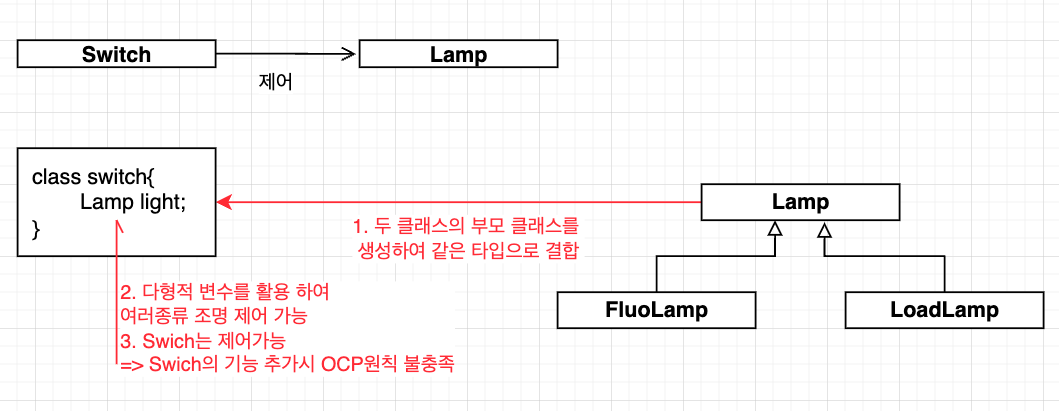 Switch
Lamp
제어
class switch{
Lamp light;
}
Lamp
1. 두 클래스의 부모 클래스를
생성하여 같은 타입으로 결합
2. 다형적 변수를 활용 하여
여러종류 조명 제어 가능
3. Swich는 제어가능
=> Swich의 기능 추가시 OCP원칙 불충족
FluoLamp
LoadLamp